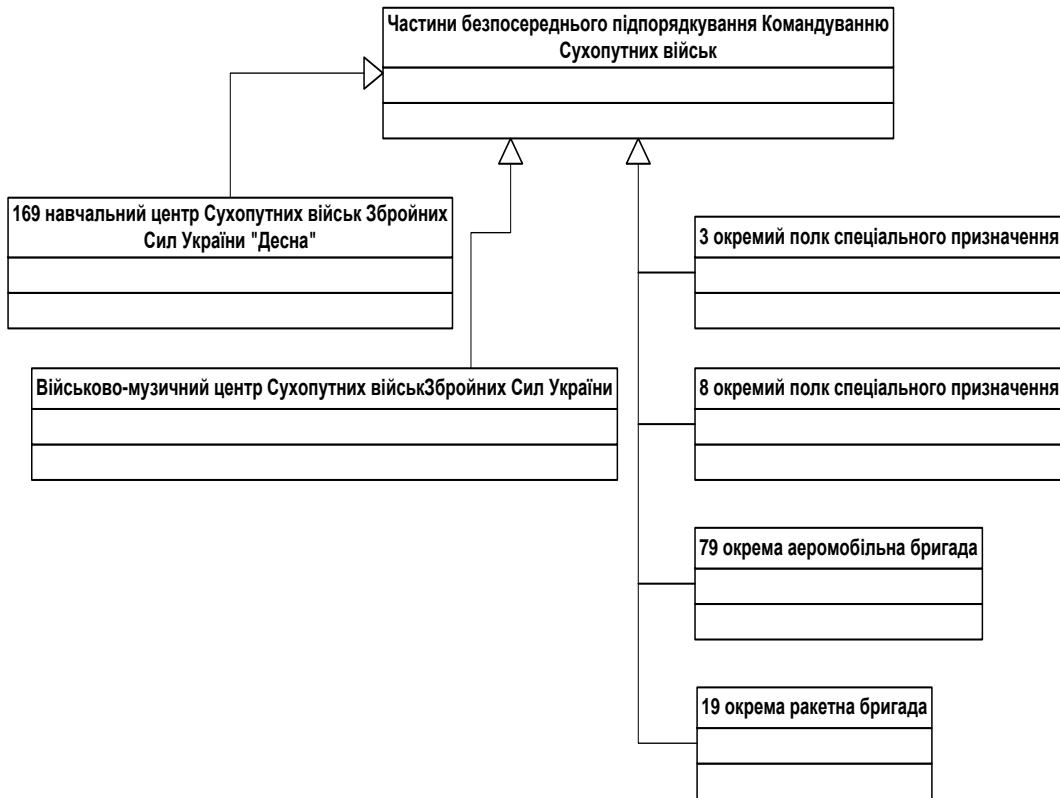 Частини безпосереднього підпорядкування Командуванню
Сухопутних військ
169 навчальний центр Сухопутних військ Збройних
Сил України "Десна"
3 окремий полк спеціального призначення
Військово-музичний центр Сухопутних військЗбройних Сил України
8 окремий полк спеціального призначення
79 окрема аеромобільна бригада
19 окрема ракетна бригада